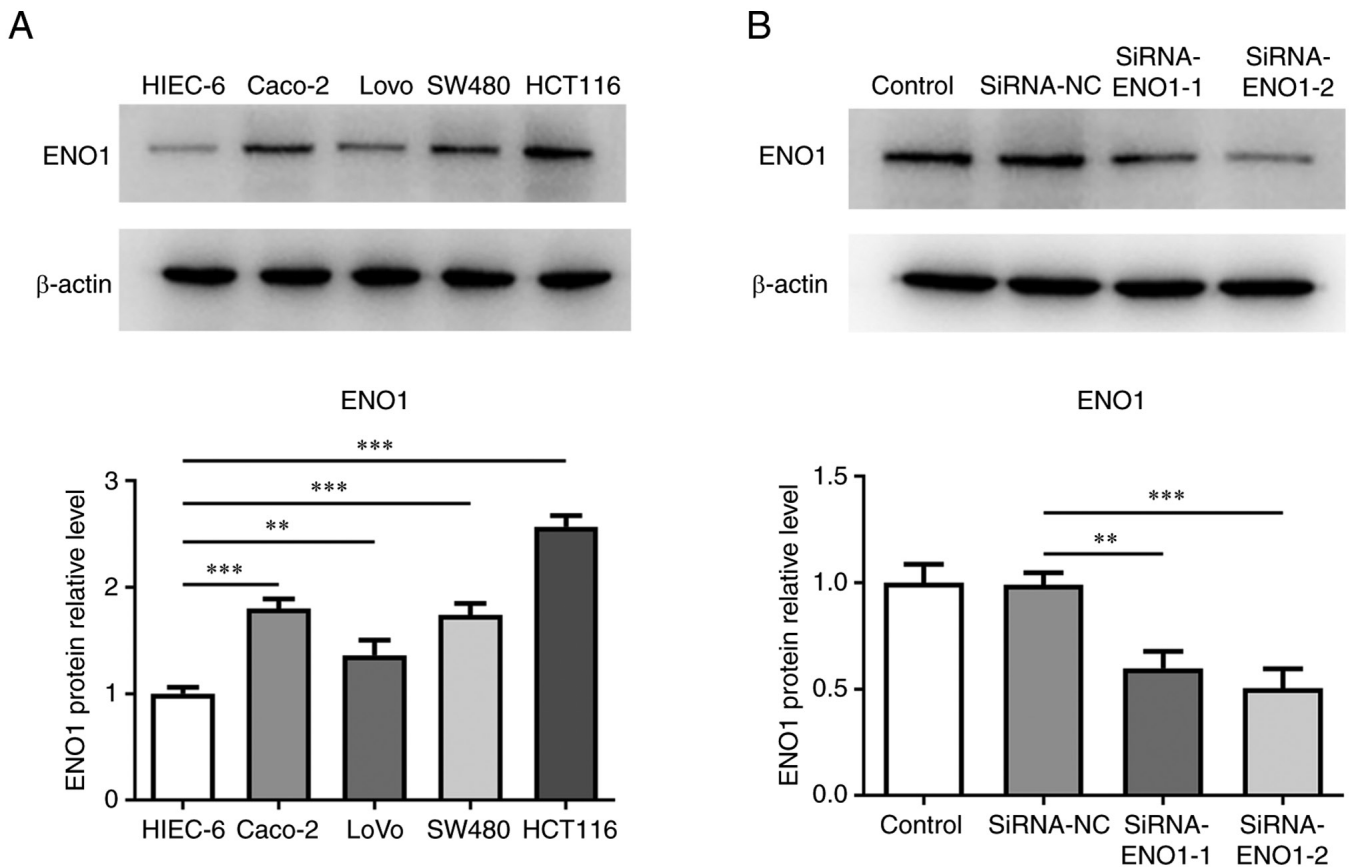 A
HIEC-6 Caco-2 Lovo SW480 HCT116
ENO1
β-actin
ENO1
***
***
**
***
ENO1 protein relative level
3
2
1
0
HIEC-6 Caco-2 LoVo SW480 HCT116
B
Control SiRNA-NC SiRNA- SiRNA-
ENO1-1 ENO1-2
ENO1
β-actin
ENO1
***
**
ENO1 protein relative level
1.5
1.0
0.5
0.0
Control SiRNA-NC SiRNA- SiRNA-
ENO1-1 ENO1-2